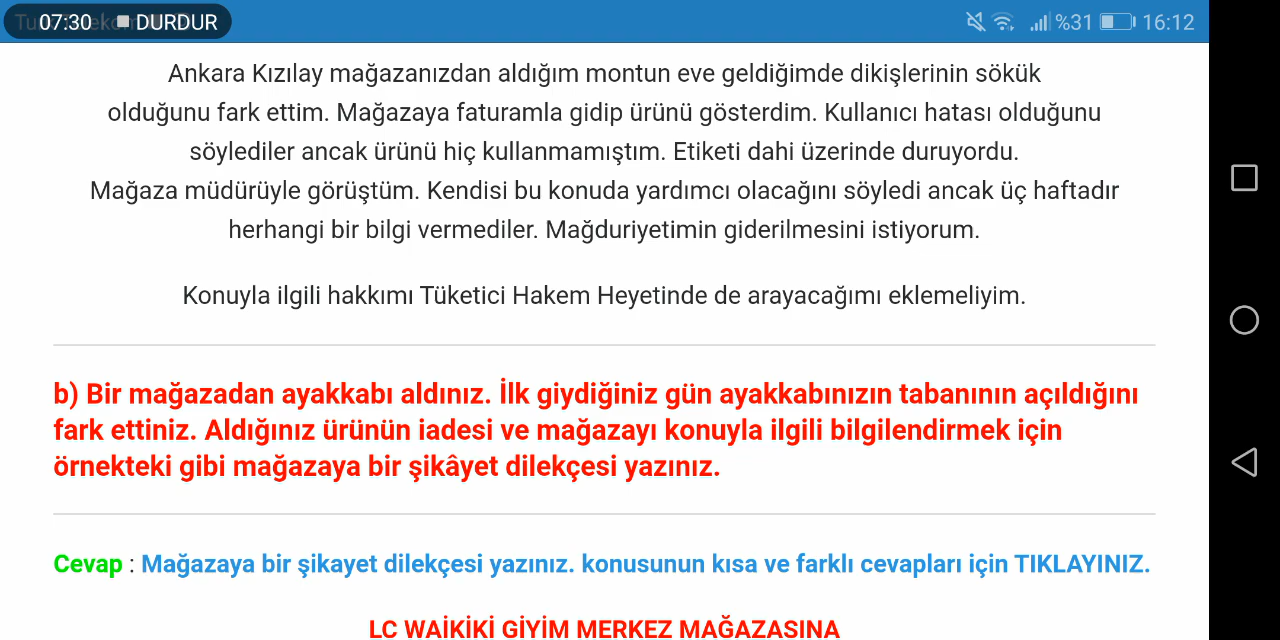 07:30 DURDUR
%31 16:12
Ankara Kızılay mağazanızdan aldığım montun eve geldiğimde dikişlerinin sökük
olduğunu fark ettim. Mağazaya faturamla gidip ürünü gösterdim. Kullanıcı hatası olduğunu
söylediler ancak ürünü hiç kullanmamıştım. Etiketi dahi üzerinde duruyordu.
Mağaza müdürüyle görüştüm. Kendisi bu konuda yardımcı olacağını söyledi ancak üç haftadır
herhangi bir bilgi vermediler. Mağduriyetimin giderilmesini istiyorum.
Konuyla ilgili hakkımı Tüketici Hakem Heyetinde de arayacağımı eklemeliyim.
b) Bir mağazadan ayakkabı aldınız. İlk giydiğiniz gün ayakkabınızın tabanının açıldığını
fark ettiniz. Aldığınız ürünün iadesi ve mağazayı konuyla ilgili bilgilendirmek için
örnekteki gibi mağazaya bir şikâyet dilekçesi yazınız.
Cevap : Mağazaya bir şikayet dilekçesi yazınız. konusunun kısa ve farklı cevapları için TIKLAYINIZ.
LC WAİKİKİ GİYİM MERKEZ MAĞAZASINA